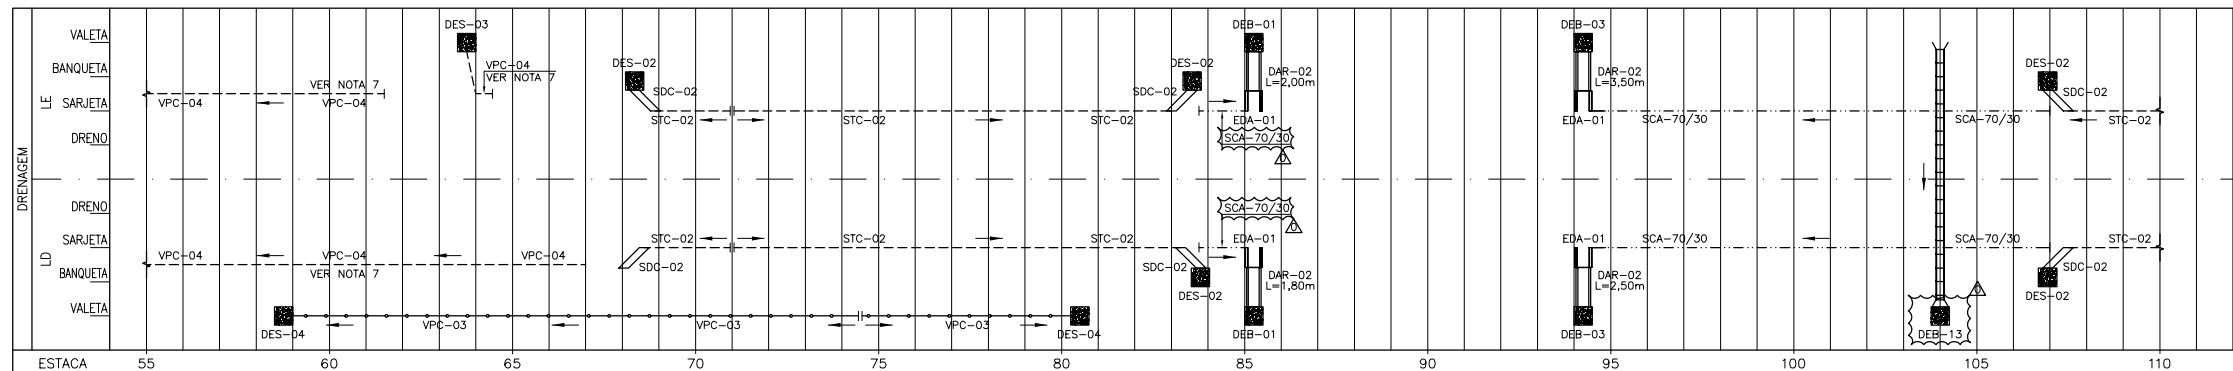 DES-03 DEB-01 DEB-03
VALETA
DES-02 DES-02 DES-02
BANQUETA
VPC-04
VER NOTA 7 VER NOTA 7
DAR-02 DAR-02
L=2,00m L=3,50m
SDC-02 SDC-02 SDC-02
SARJETA
VPC-04 VPC-04
STC-02 STC-02 STC-02 EDA-01 EDA-01 SCA-70/30 SCA-70/30 STC-02
LE
DRENO
SCA-70/30
0
DRENAGEM
DRENO
SCA-70/30
0
SARJETA
STC-02 STC-02 STC-02 EDA-01 EDA-01 SCA-70/30 SCA-70/30 STC-02
VPC-04 VPC-04 VPC-04
LD
SDC-02 SDC-02 SDC-02
VER NOTA 7
BANQUETA
DAR-02 DAR-02
L=1,80m L=2,50m
DES-02 DES-02
0
VALETA
VPC-03 VPC-03 VPC-03
DES-04 DES-04 DEB-01 DEB-03 DEB-13
ESTACA 55 60 65 70 75 80 85 90 95 100 105 110